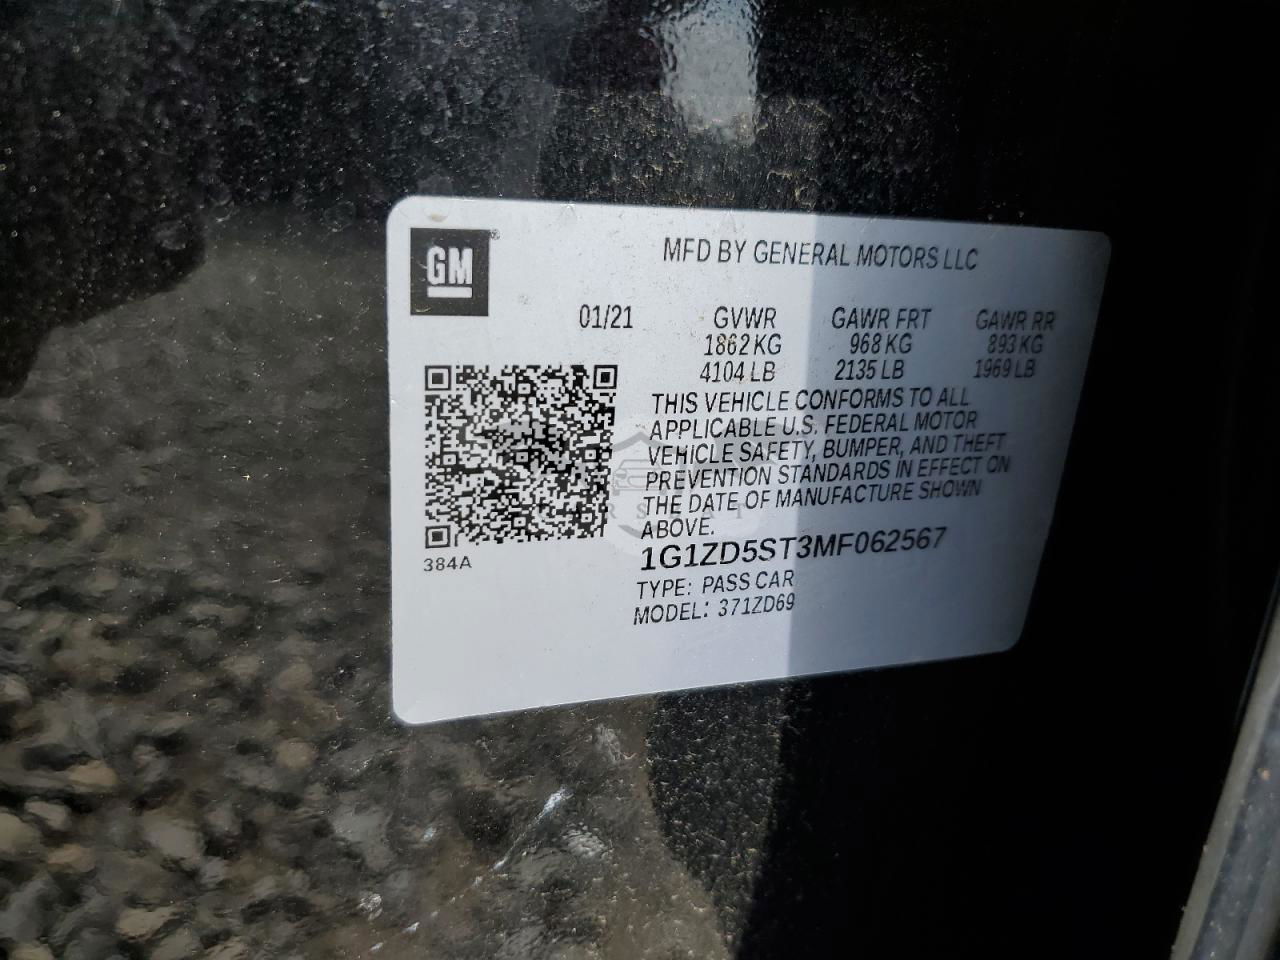 GM
MFD BY GENERAL MOTORS LLC
01/21 GVWR GAWR FRT GAWR RR
1862 KG 968 KG 893 KG
4104 LB 2135 LB 1969 LB
THIS VEHICLE CONFORMS TO ALL
APPLICABLE U.S. FEDERAL MOTOR
VEHICLE SAFETY, BUMPER, AND THEFT
PREVENTION STANDARDS IN EFFECT ON
THE DATE OF MANUFACTURE SHOWN
ABOVE.
384A
1G1ZD5ST3MF062567
TYPE: PASS CAR
MODEL: 371ZD69